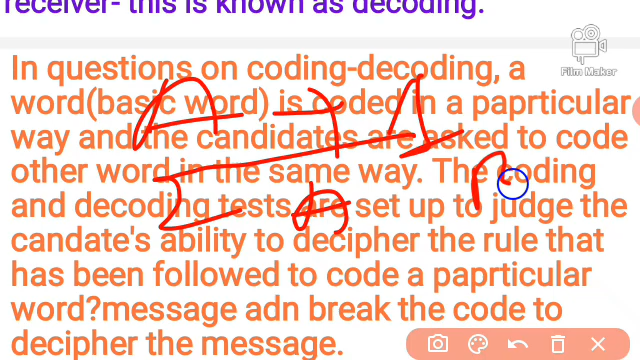 receiver- this is known as decoding.
In questions on coding-decoding, a
word(basic word) is coded in a paprticular
way and the candidates are asked to code
other word in the same way. The coding
and decoding tests are set up to judge the
candate's ability to decipher the rule that
has been followed to code a paprticular
word?message adn break the code to
decipher the message.
Film Maker